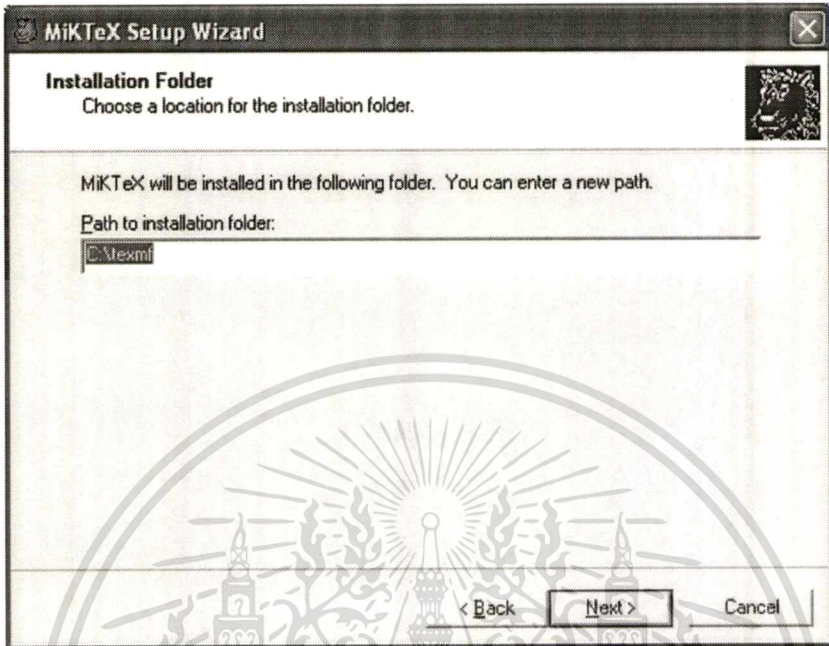 MiKTeX Setup Wizard
Installation Folder
Choose a location for the installation folder.
MiKTeX will be installed in the following folder. You can enter a new path.
Path to installation folder:
C:\texmf
< Back
Next >
Cancel